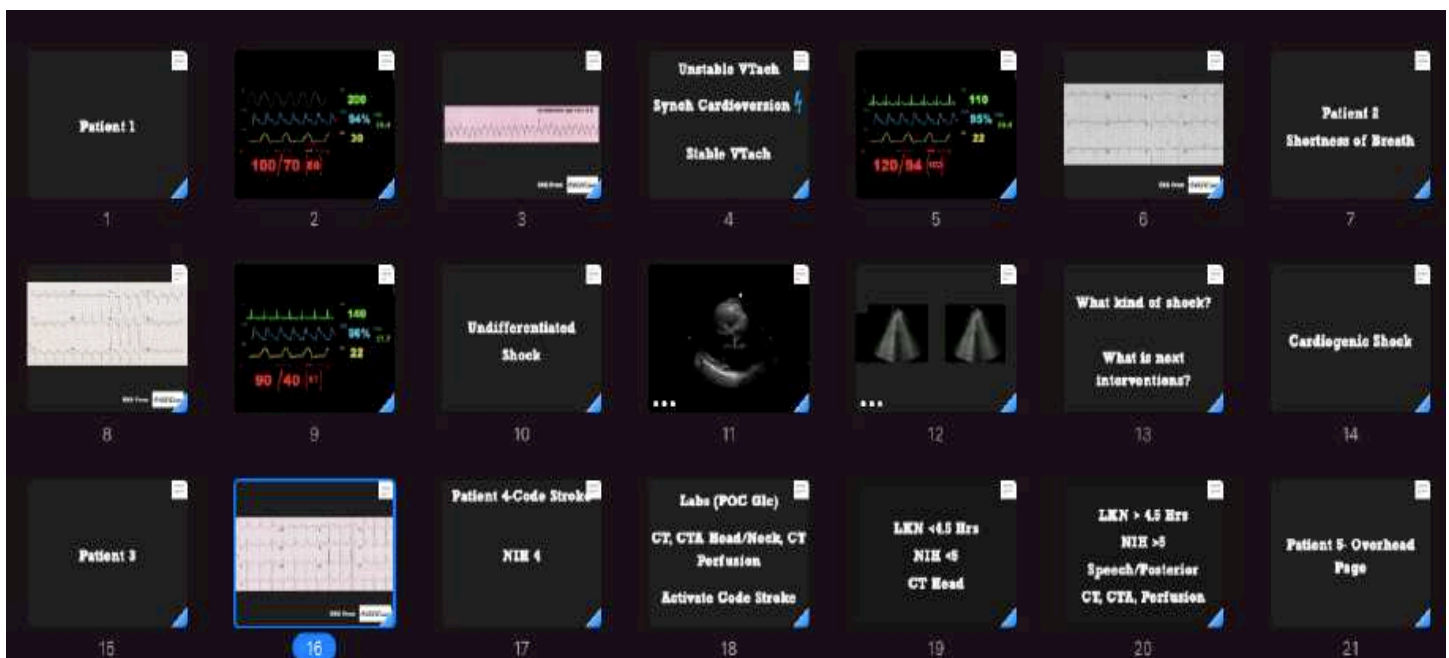 Patient 1
200
94%
30
100/70
Unstable VTach
Synch Cardioversion
Stable VTach
110
95%
22
120/94
Patient 2
Shortness of Breath
1
2
3
4
5
6
7
140
96%
22
90/40
Undifferentiated
Shock
What kind of shock?
What is next
interventions?
Cardiogenic Shock
8
9
10
11
12
13
14
Patient 3
Patient 4-Code Stroke
NIH 4
Labs (POC Glc)
CT, CTA Head/Neck, CT
Perfusion
Activate Code Stroke
LKN <4.5 Hrs
NIH <5
CT Head
LKN > 4.5 Hrs
NIH >5
Speech/Posterior
CT, CTA, Perfusion
Patient 5- Overhead
Page
15
16
17
18
19
20
21